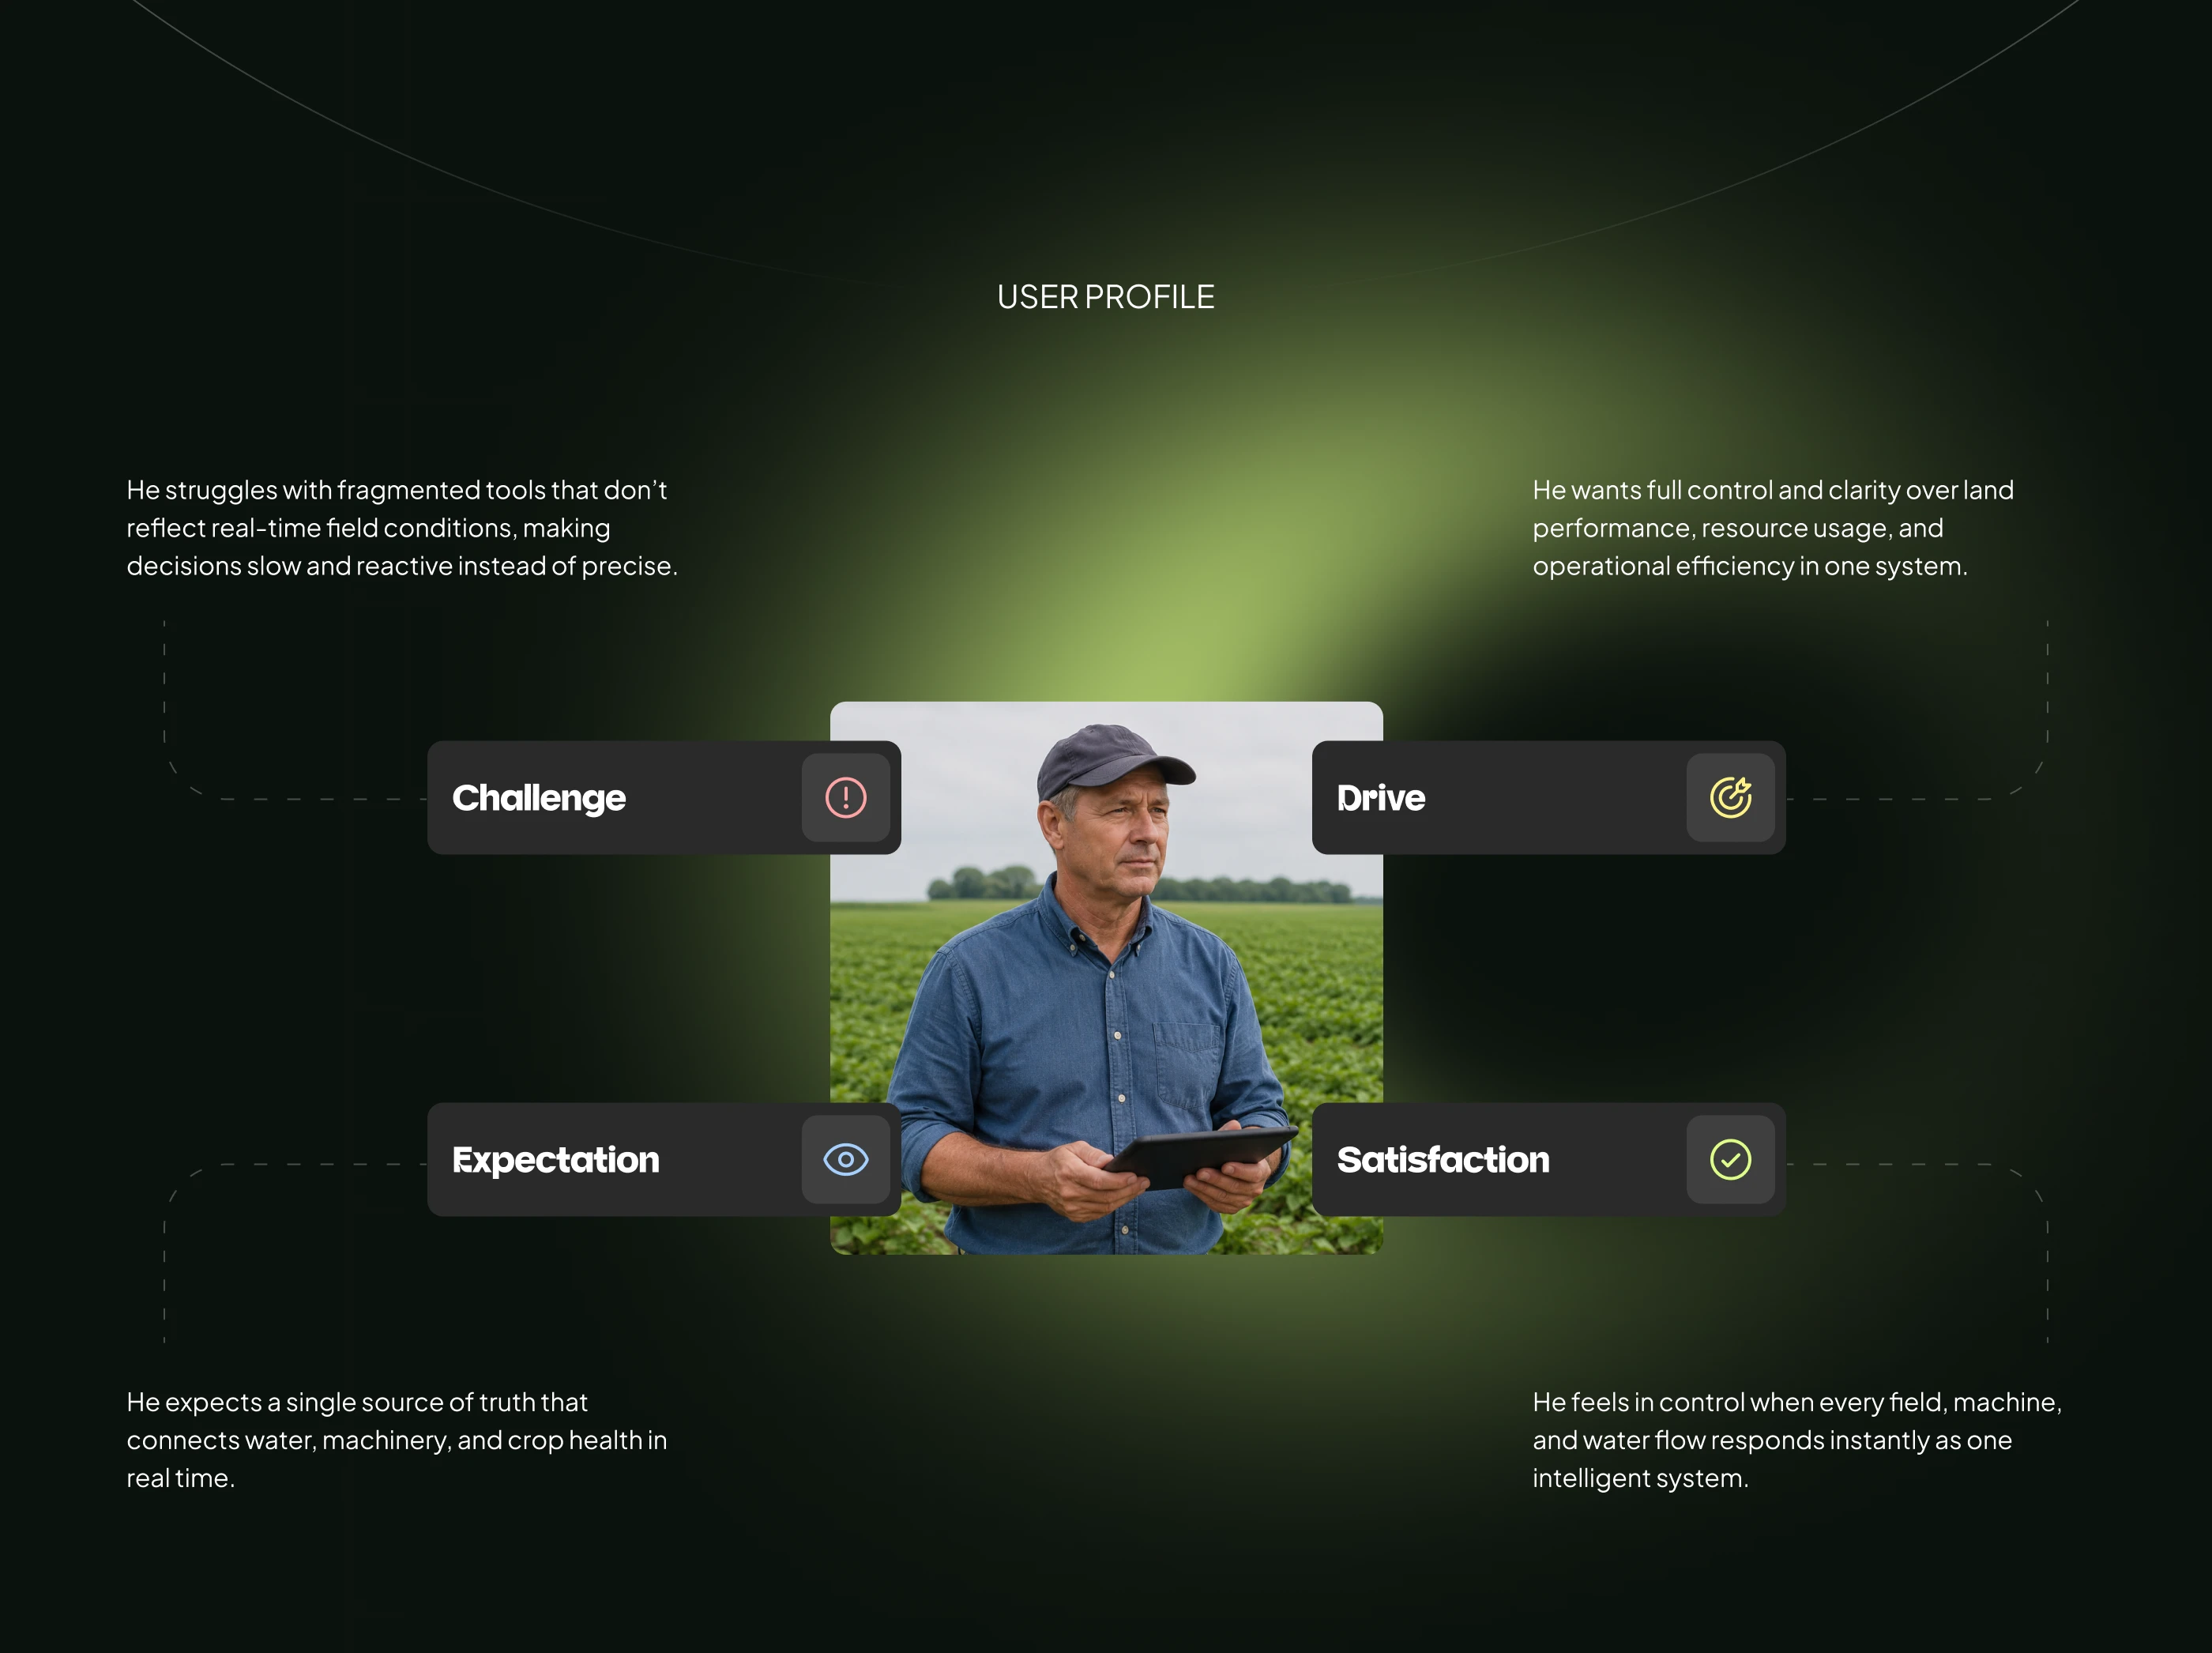 USER PROFILE
He struggles with fragmented tools that don’t
reflect real-time field conditions, making
decisions slow and reactive instead of precise.
He wants full control and clarity over land
performance, resource usage, and
operational efficiency in one system.
Challenge
Drive
Expectation
Satisfaction
He expects a single source of truth that
connects water, machinery, and crop health in
real time.
He feels in control when every field, machine,
and water flow responds instantly as one
intelligent system.